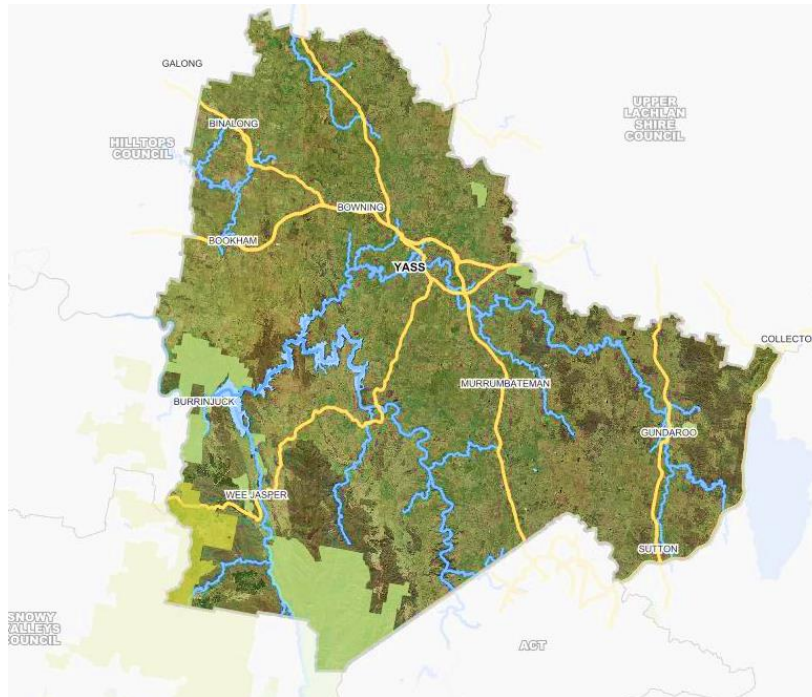 GALONG
UPPER
LACHLAN
SHIRE
COUNCIL
BINALONG
HILLTOPS
COUNCIL
BOWNING
BOOKHAM
YASS
COLLECTO
MURRUMBATEMAN
BURRINJUCK
GUNDAROO
WEE JASPER
SUTTON
SNOWY
VALLEYS
COUNCIL
ACT